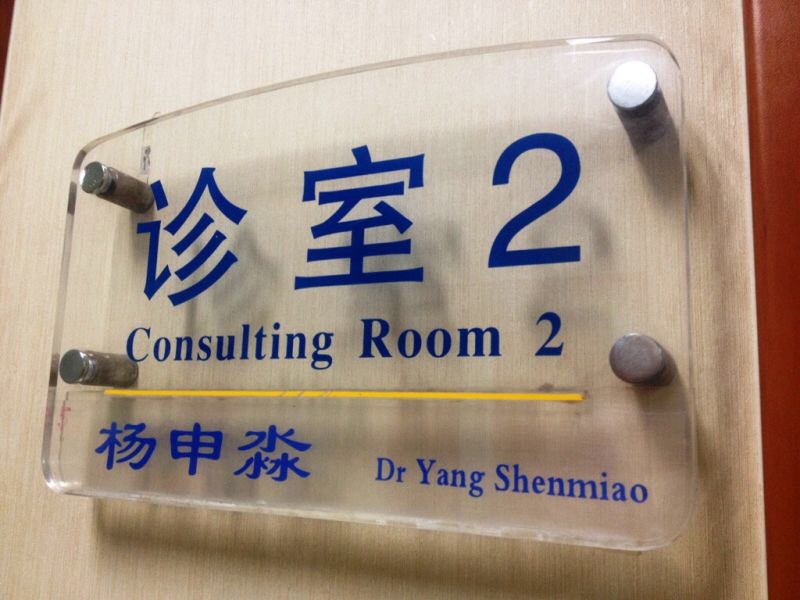 诊室2
Consulting Room 2
杨申淼 Dr Yang Shenmiao